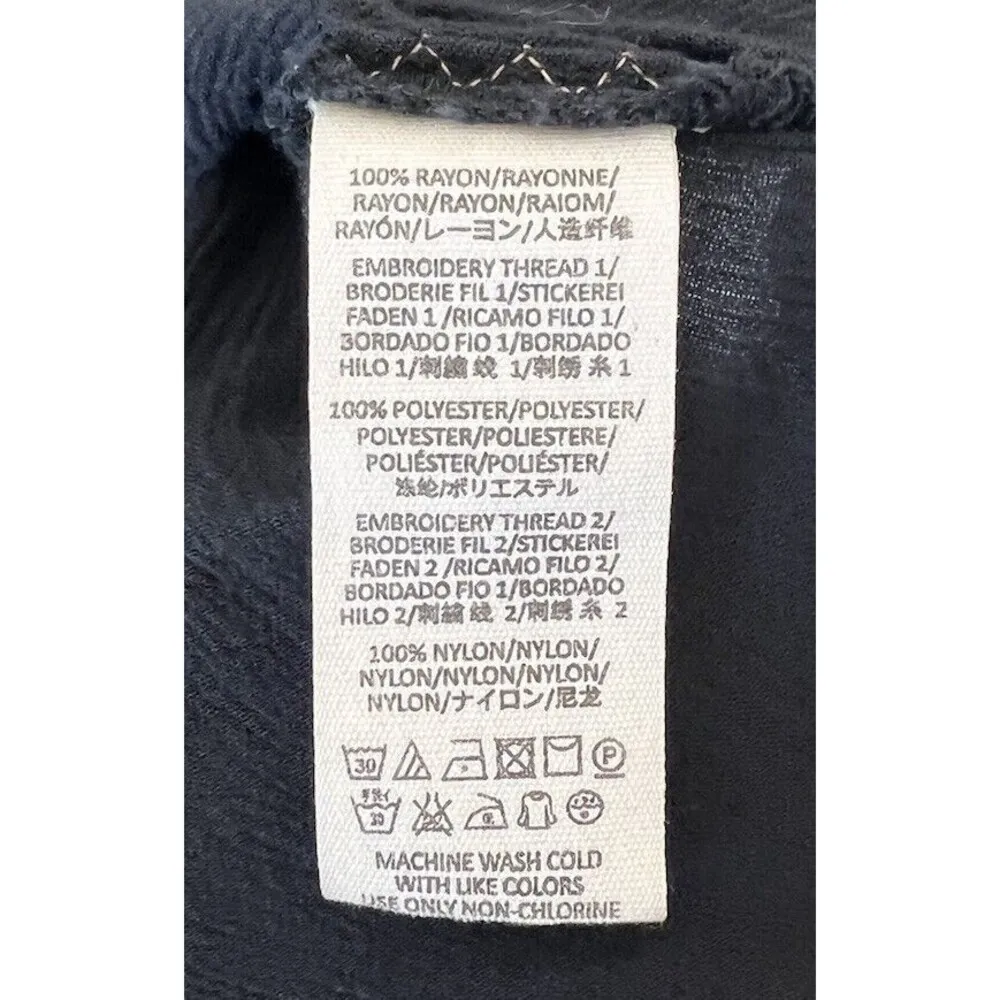 100% RAYON/RAYONNE/
RAYON/RAYON/RAIOM/
RAYÓN/レーヨン/人造纤维
EMBROIDERY THREAD 1/
BRODERIE FIL 1/STICKEREI
FADEN 1/RICAMO FILO 1/
BORDADO FIO 1/BORDADO
HILO 1/刺繍 1/刺绣 糸 1
100% POLYESTER/POLYESTER/
POLYESTER/POLIESTERE/
POLIÉSTER/POLIÉSTER/
涤纶/ポリエステル
EMBROIDERY THREAD 2/
BRODERIE FIL 2/STICKEREI
FADEN 2/RICAMO FILO 2/
BORDADO FIO 1/BORDADO
HILO 2/刺繍 2/刺绣 糸 2
100% NYLON/NYLON/
NYLON/NYLON/NYLON/
NYLON/ナイロン/尼龙
30 P
30
MACHINE WASH COLD
WITH LIKE COLORS
USE ONLY NON-CHLORINE